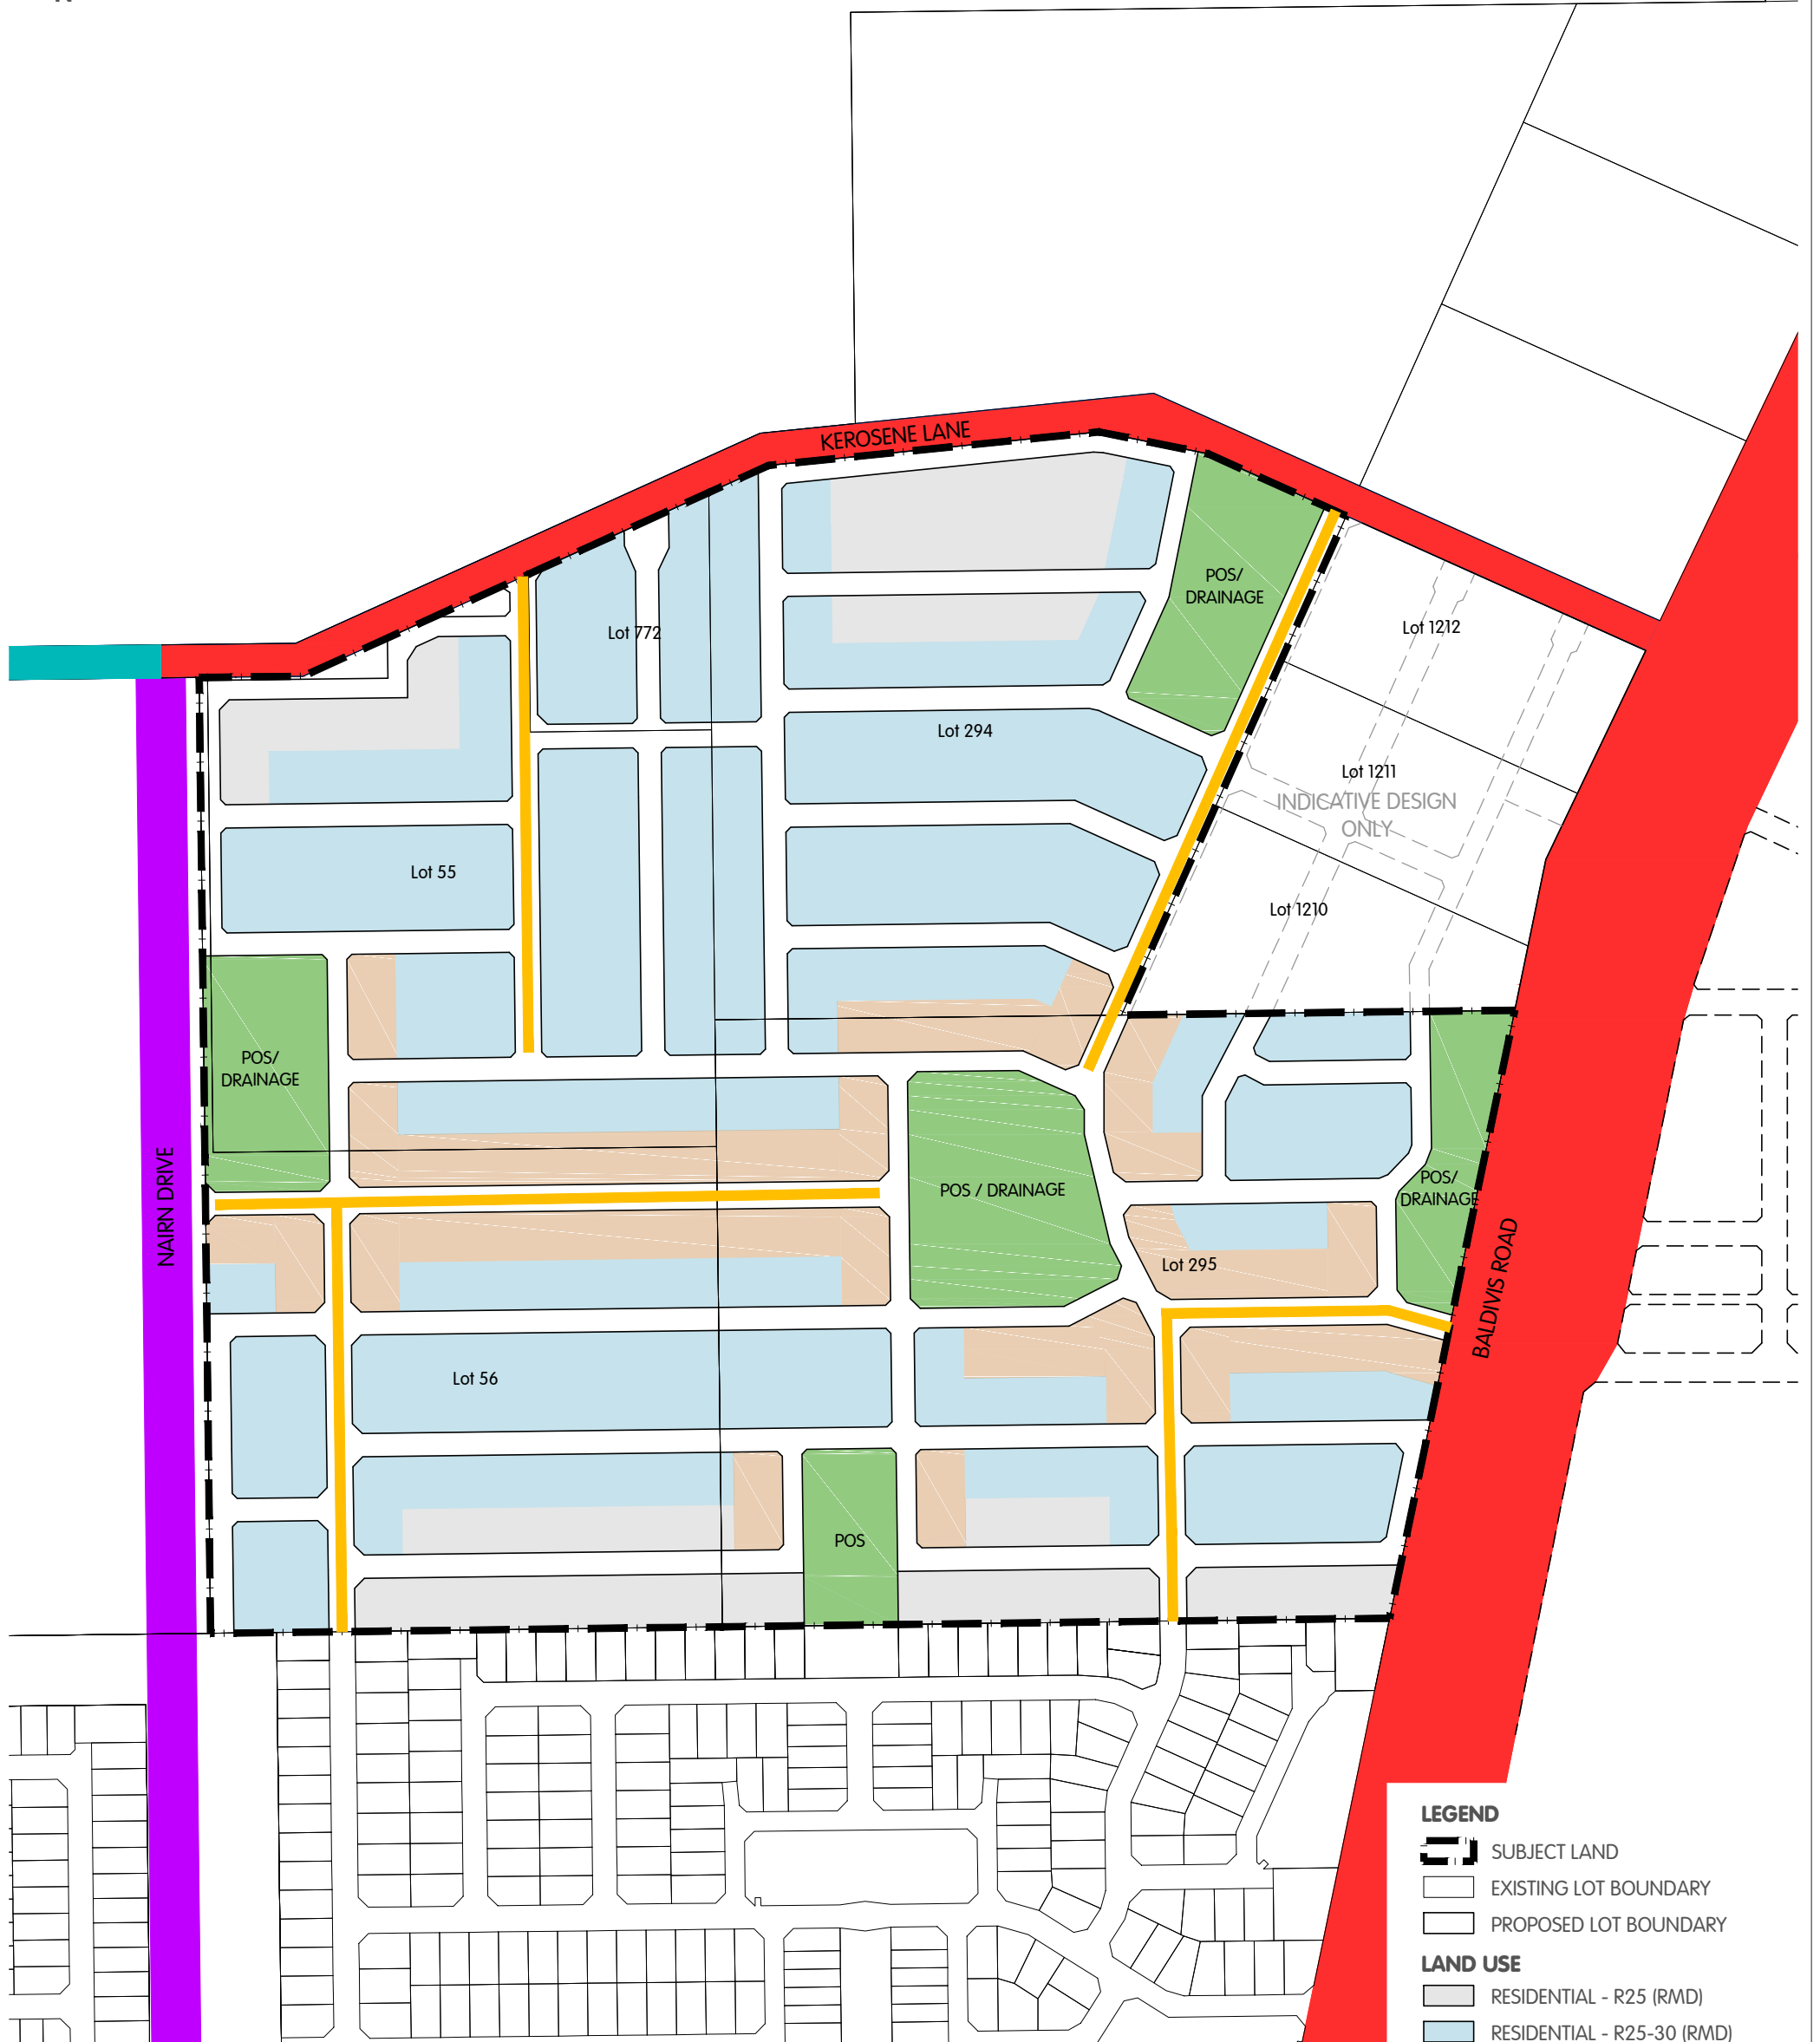 KEROSENE LANE
POS/
DRAINAGE
Lot 772
Lot 1212
Lot 294
Lot 1211
INDICATIVE DESIGN
ONLY
Lot 55
Lot 1210
POS/
DRAINAGE
NAIRN DRIVE
POS / DRAINAGE
POS/
DRAINAGE
Lot 295
BALDIVIS ROAD
Lot 56
POS
LEGEND
SUBJECT LAND
EXISTING LOT BOUNDARY
PROPOSED LOT BOUNDARY
LAND USE
RESIDENTIAL - R25 (RMD)
RESIDENTIAL - R25-30 (RMD)